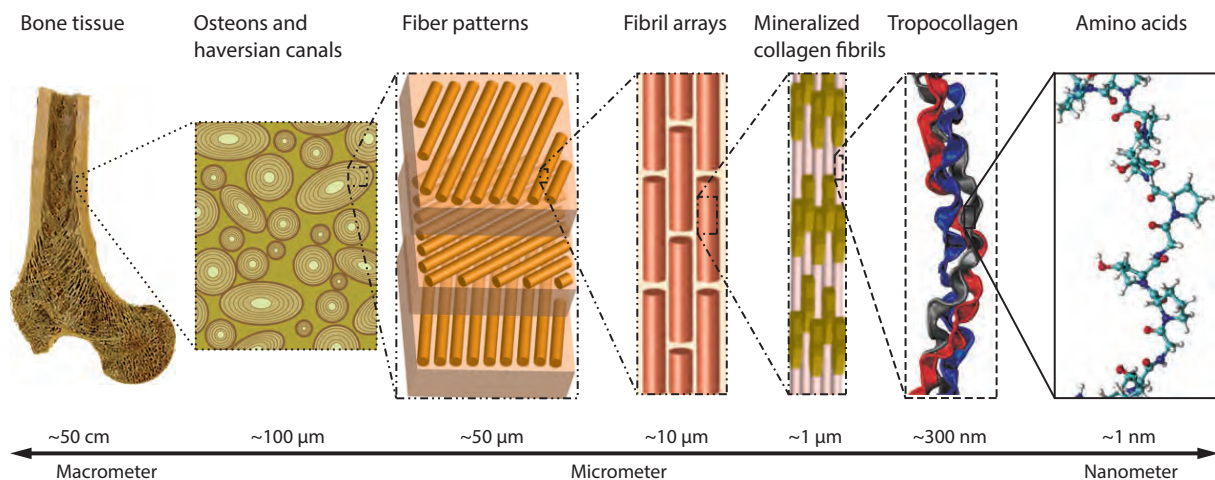 Bone tissue
Osteons and
haversian canals
Fiber patterns
Fibril arrays
Mineralized
collagen fibrils
Tropocollagen
Amino acids
~50 cm
~100 μm
~50 μm
~10 μm
~1 μm
~300 nm
~1 nm
Macrometer
Micrometer
Nanometer